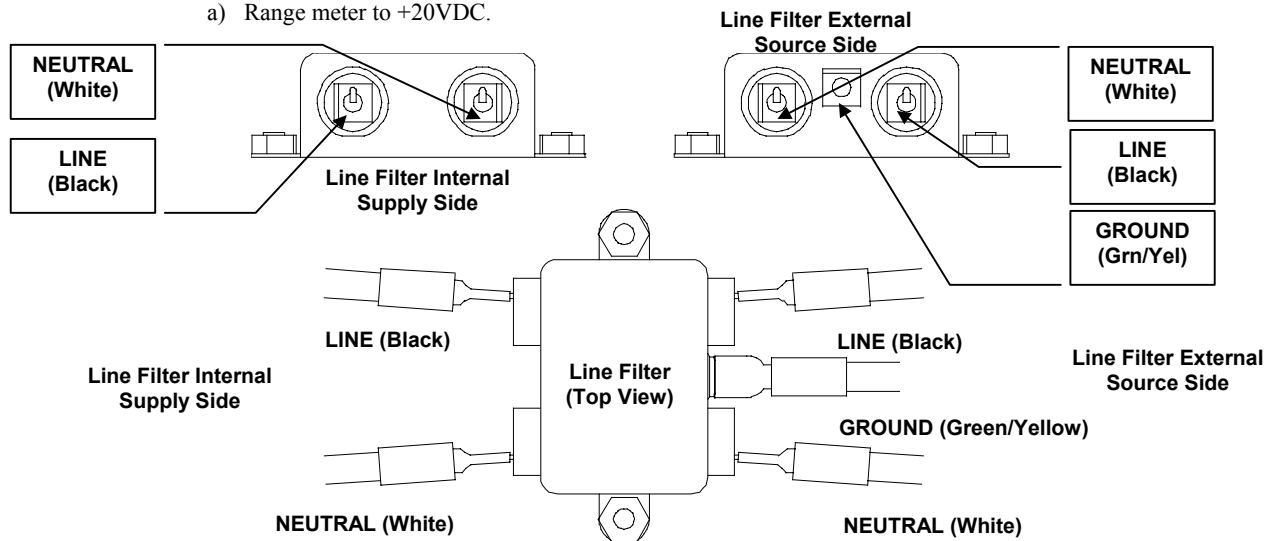 a) Range meter to +20VDC.
Line Filter External
Source Side
NEUTRAL
(White)
LINE
(Black)
Line Filter Internal
Supply Side
NEUTRAL
(White)
LINE
(Black)
GROUND
(Grn/Yel)
LINE (Black)
LINE (Black)
Line Filter Internal
Supply Side
Line Filter
(Top View)
Line Filter External
Source Side
GROUND (Green/Yellow)
NEUTRAL (White)
NEUTRAL (White)